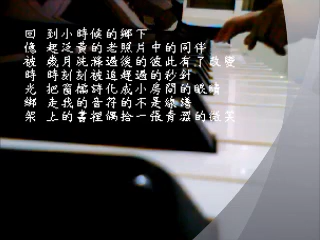 回 到小時候的鄉下
憶 起泛黃的老照片中的同伴
被 歲月洗滌過後的彼此有了改變
時 時刻刻被追趕過的秒針
光 把窗櫺詩化成小房間的眼睛
綁 走我的音符的不是線譜
架 上的書裡偶拾一張青澀的微笑